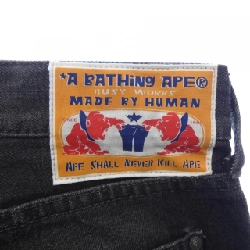 *A BATHING APE®
BUSY WORKS
MADE BY HUMAN
APE SHALL NEVER KILL APE